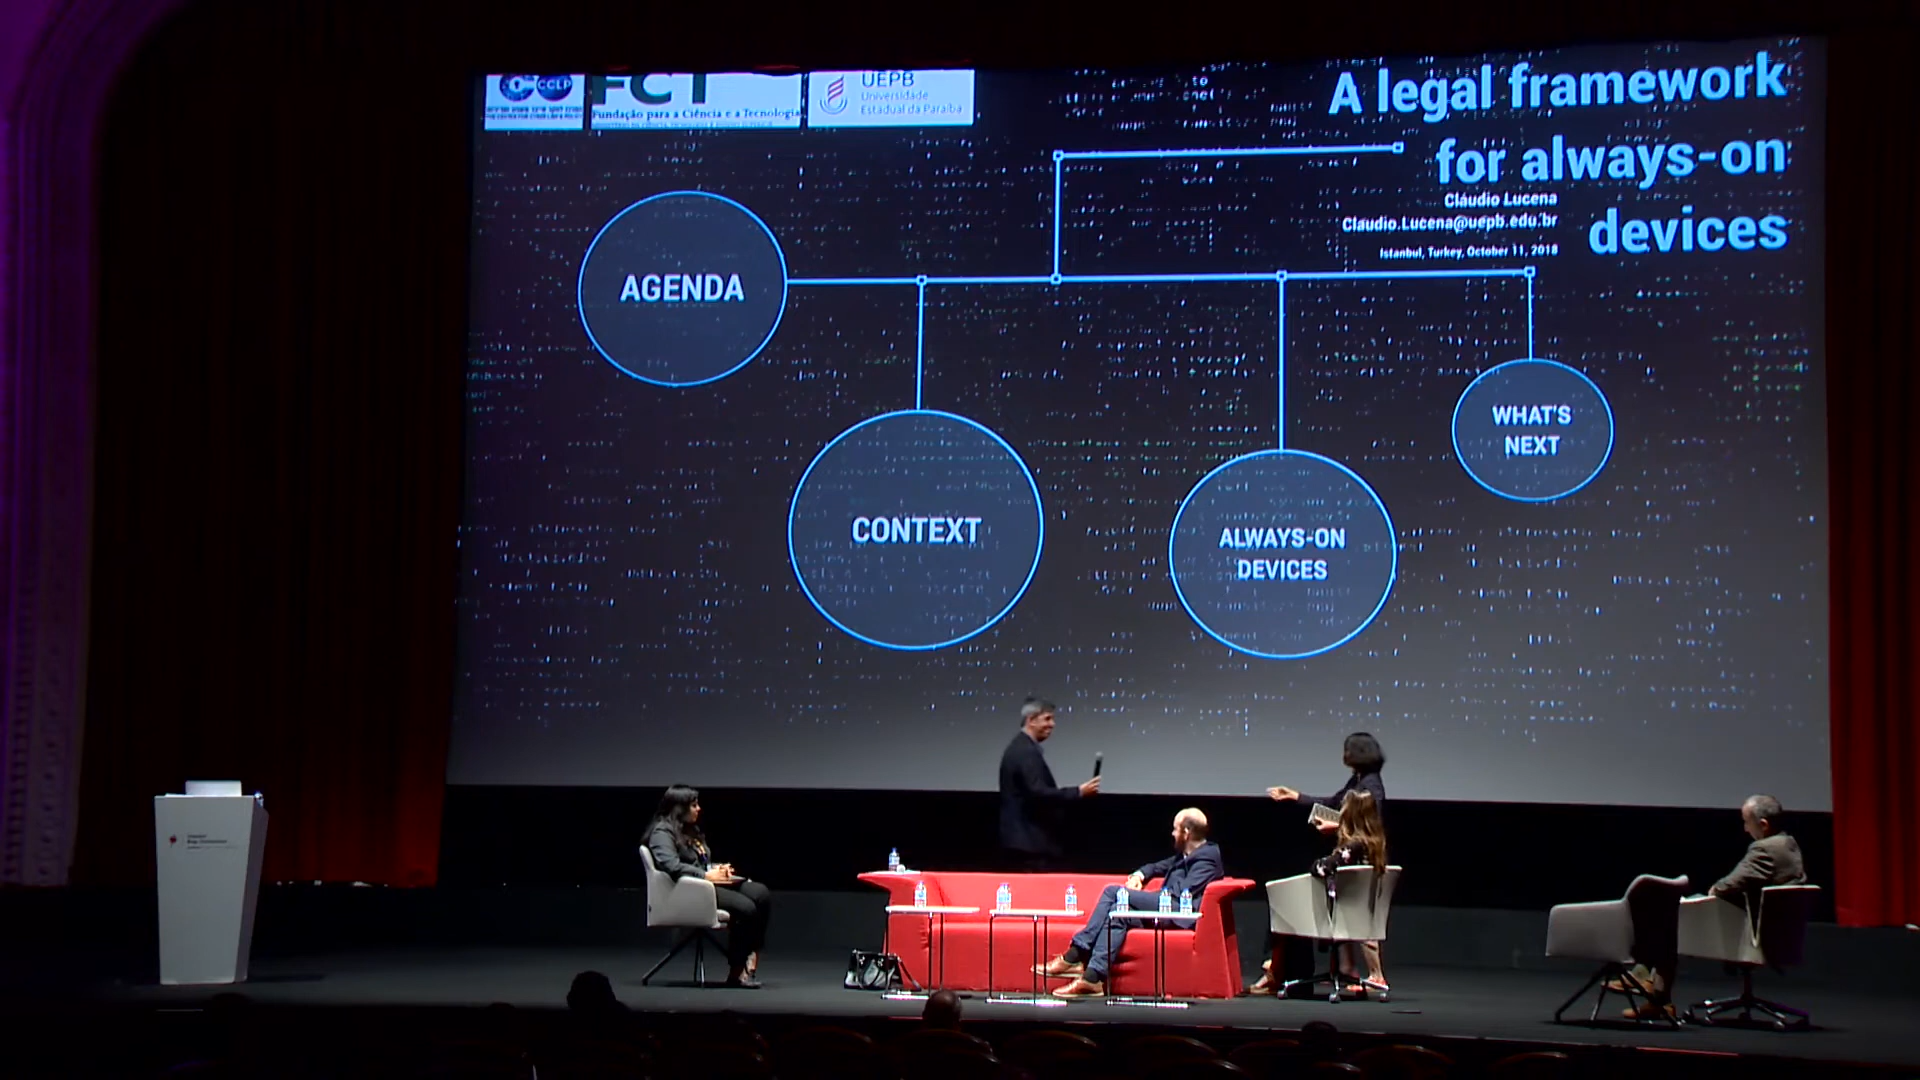 CCLP
FCT
Fundação para a Ciência e a Tecnologia
UEPB
Universidade
Estadual da Paraíba
A legal framework
for always-on
devices
Cláudio Lucena
Claudio.Lucena@uepb.edu.br
Istanbul, Turkey, October 11, 2018
AGENDA
CONTEXT
ALWAYS-ON
DEVICES
WHAT'S
NEXT